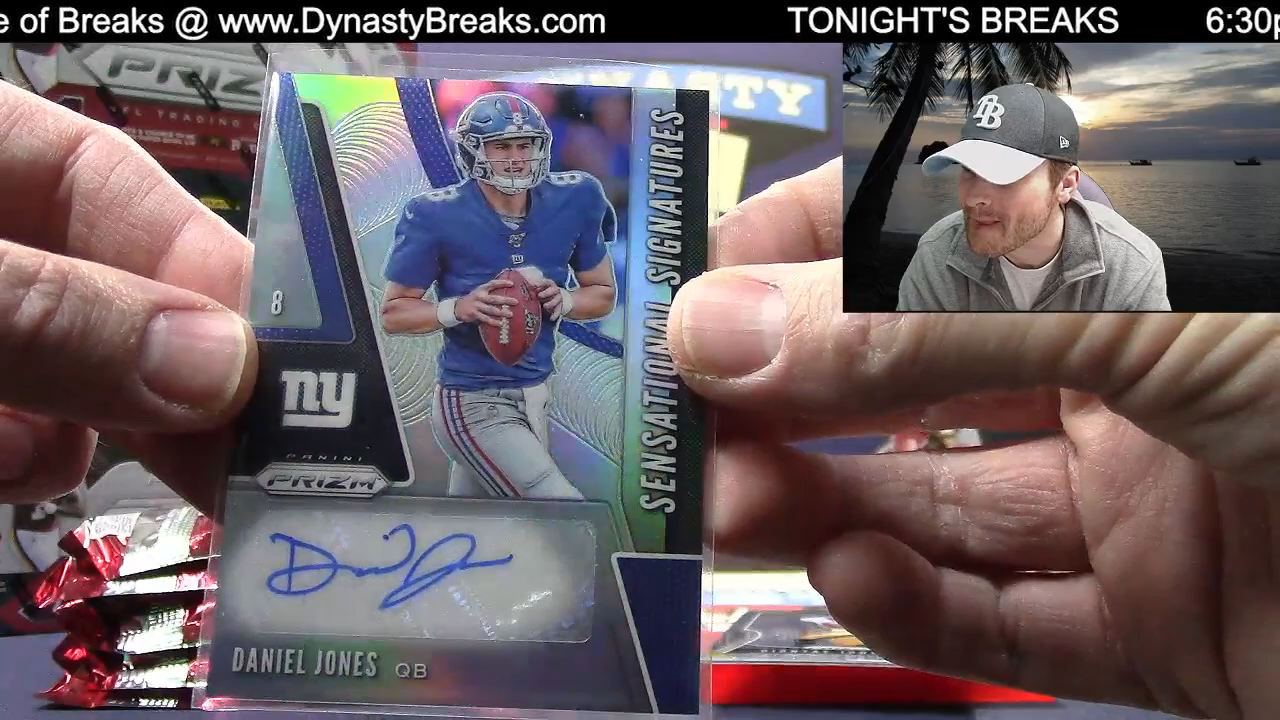 e of Breaks @ www.DynastyBreaks.com TONIGHT'S BREAKS 6:30p
PRIZM
DYNASTY
SENSATIONAL SIGNATURES
8
ny
PANINI
PRIZM
DANIEL JONES QB
TB